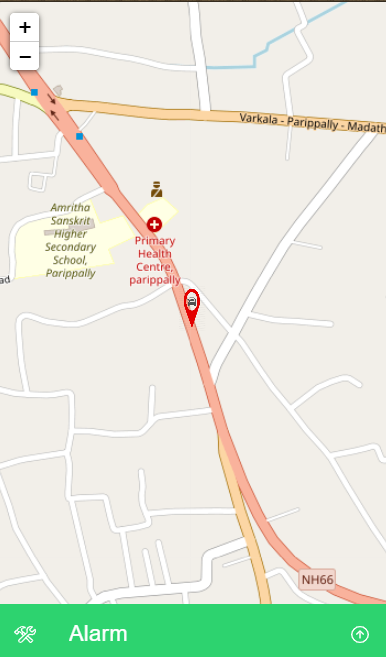 +
−
Varkala - Parippally - Madath
Amritha
Sanskrit
Higher
Secondary
School,
Parippally
Primary
Health
Centre,
parippally
ad
NH66
Alarm